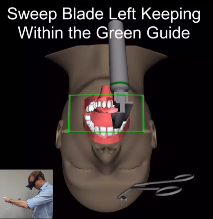 Sweep Blade Left Keeping
Within the Green Guide